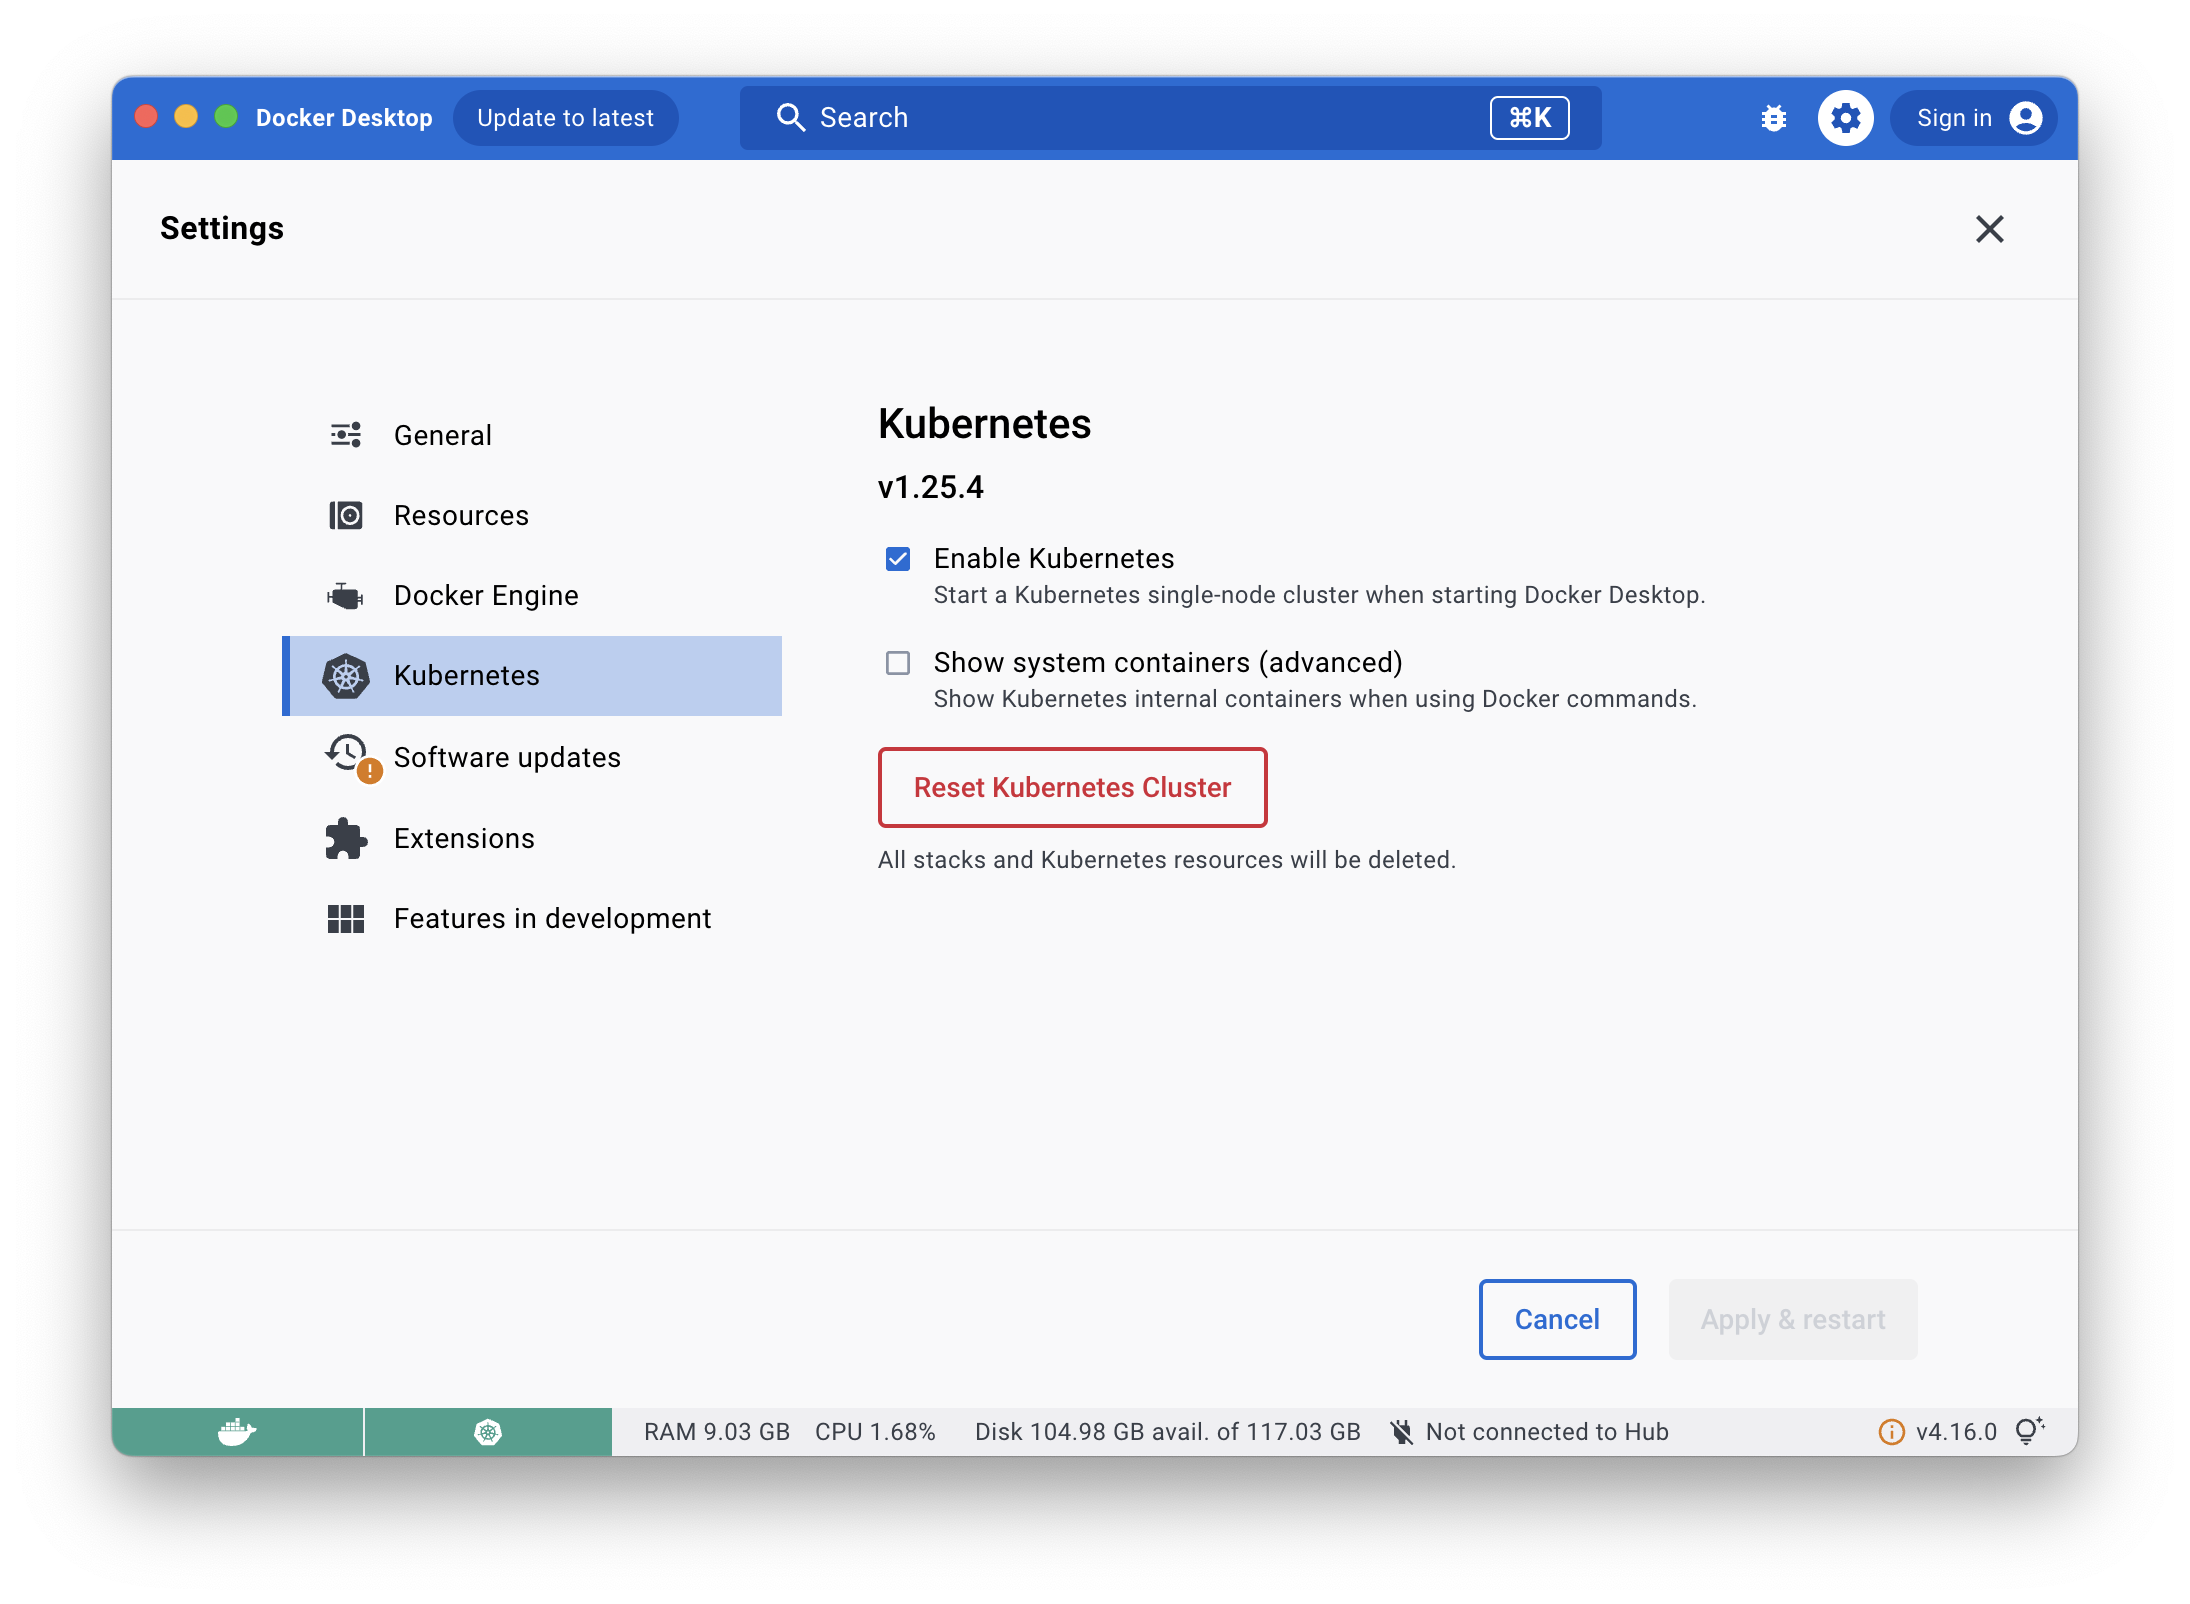 Docker Desktop
Update to latest
Search
⌘K
Sign in
Settings
General
Resources
Docker Engine
Kubernetes
Software updates
Extensions
Features in development
Kubernetes
v1.25.4
Enable Kubernetes
Start a Kubernetes single-node cluster when starting Docker Desktop.
Show system containers (advanced)
Show Kubernetes internal containers when using Docker commands.
Reset Kubernetes Cluster
All stacks and Kubernetes resources will be deleted.
Cancel
Apply & restart
RAM 9.03 GB CPU 1.68% Disk 104.98 GB avail. of 117.03 GB Not connected to Hub v4.16.0